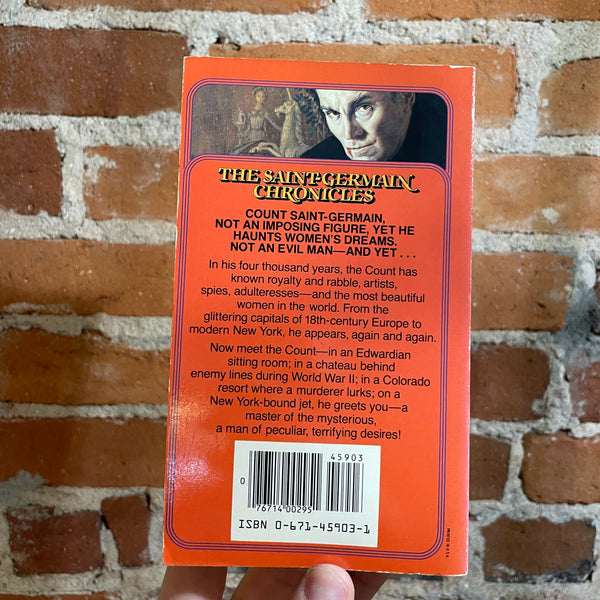 THE SAINT-GERMAIN
CHRONICLES
COUNT SAINT-GERMAIN,
NOT AN IMPOSING FIGURE, YET HE
HAUNTS WOMEN'S DREAMS.
NOT AN EVIL MAN—AND YET . . .
In his four thousand years, the Count has
known royalty and rabble, artists,
spies, adulteresses—and the most beautiful
women in the world. From the
glittering capitals of 18th-century Europe to
modern New York, he appears, again and again.
Now meet the Count—in an Edwardian
sitting room; in a chateau behind
enemy lines during World War II; in a Colorado
resort where a murderer lurks; on a
New York-bound jet, he greets you—a
master of the mysterious,
a man of peculiar, terrifying desires!
45903
0
76714 00295
ISBN 0-671-45903-1
PRINTED IN U.S.A.